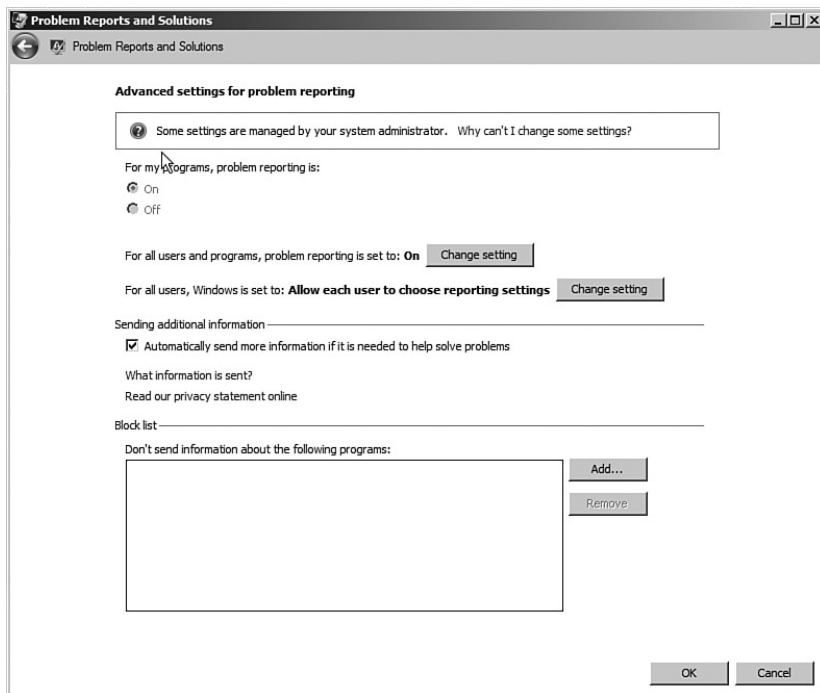 Problem Reports and Solutions
Problem Reports and Solutions
Advanced settings for problem reporting
Some settings are managed by your system administrator. Why can't I change some settings?
For my programs, problem reporting is:
On
Off
For all users and programs, problem reporting is set to: On Change setting
For all users, Windows is set to: Allow each user to choose reporting settings Change setting
Sending additional information
Automatically send more information if it is needed to help solve problems
What information is sent?
Read our privacy statement online
Block list
Don't send information about the following programs:
Add...
Remove
OK Cancel